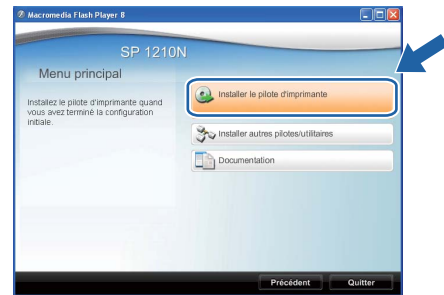 Macromedia Flash Player 8
SP 1210N
Menu principal
Installez le pilote d'imprimante quand
vous avez terminé la configuration
initiale.
Installer le pilote d'imprimante
Installer autres pilotes/utilitaires
Documentation
Précédent
Quitter